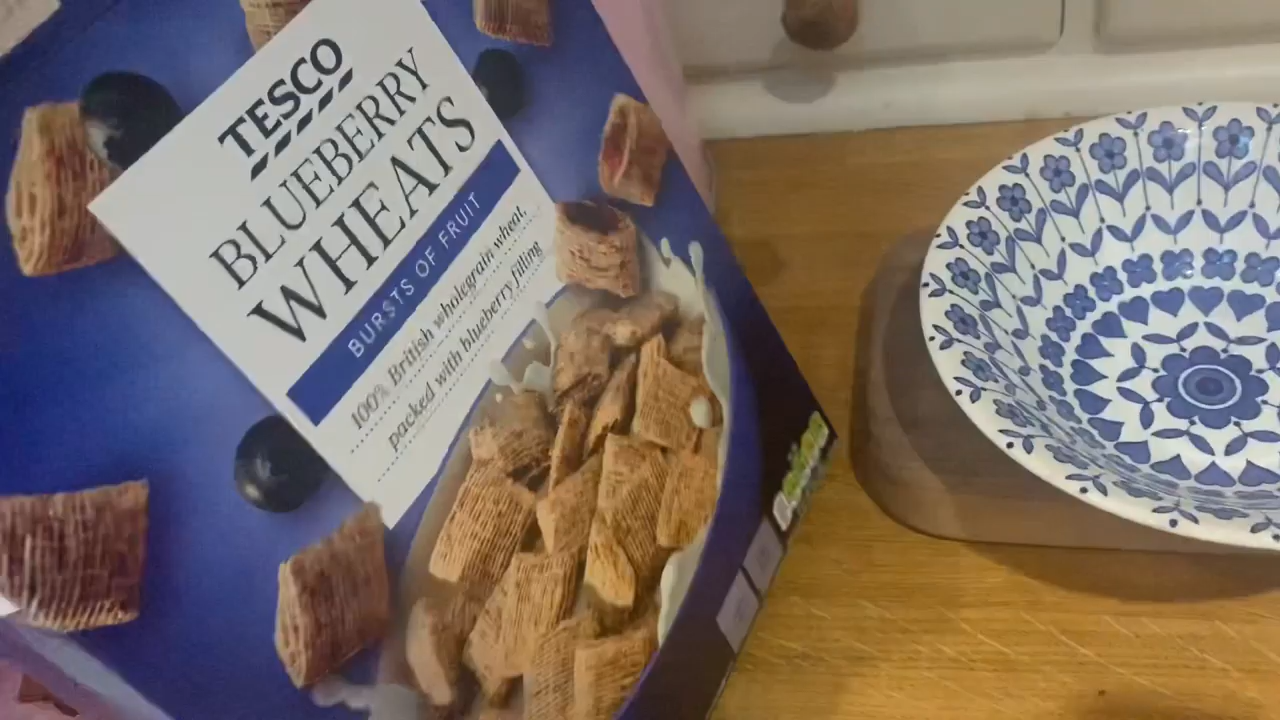 TESCO
BLUEBERRY
WHEATS
BURSTS OF FRUIT
100% British wholegrain wheat,
packed with blueberry filling